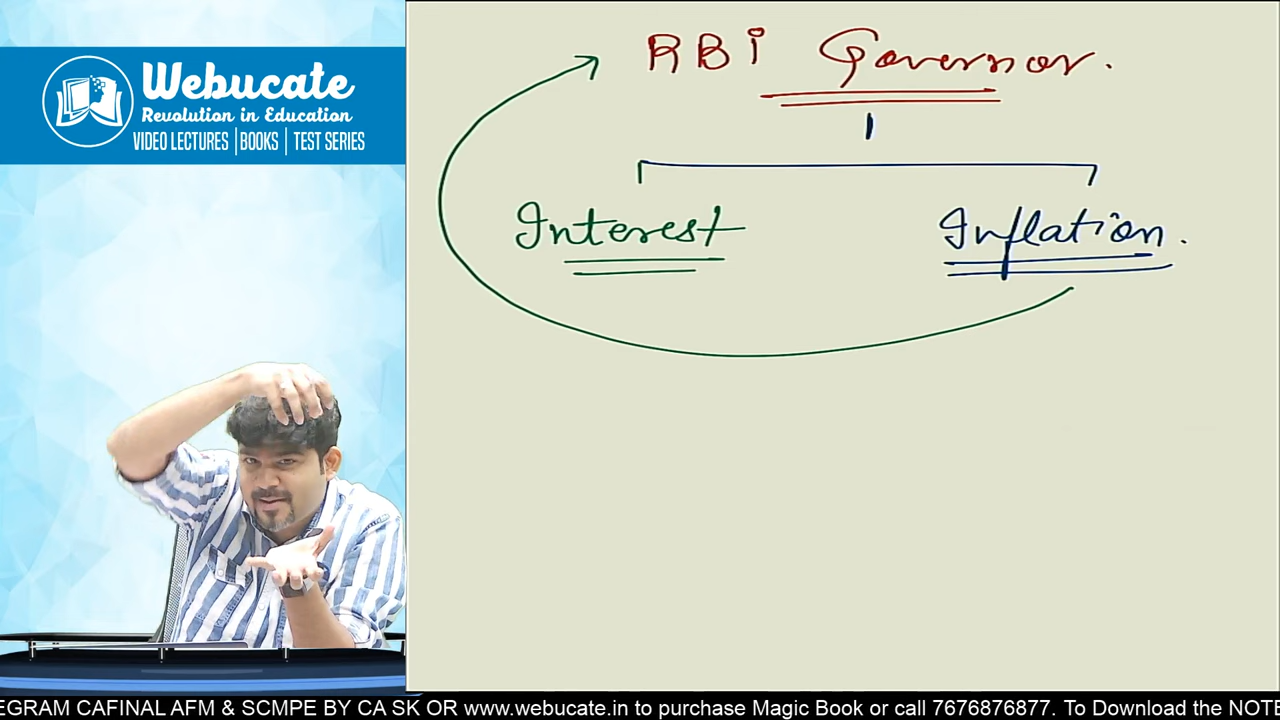 Webucate
Revolution in Education
VIDEO LECTURES | BOOKS | TEST SERIES
RBI Governor.
Interest
Inflation.
EGRAM CAFINAL AFM & SCMPE BY CA SK OR www.webucate.in to purchase Magic Book or call 7676876877. To Download the NOTE